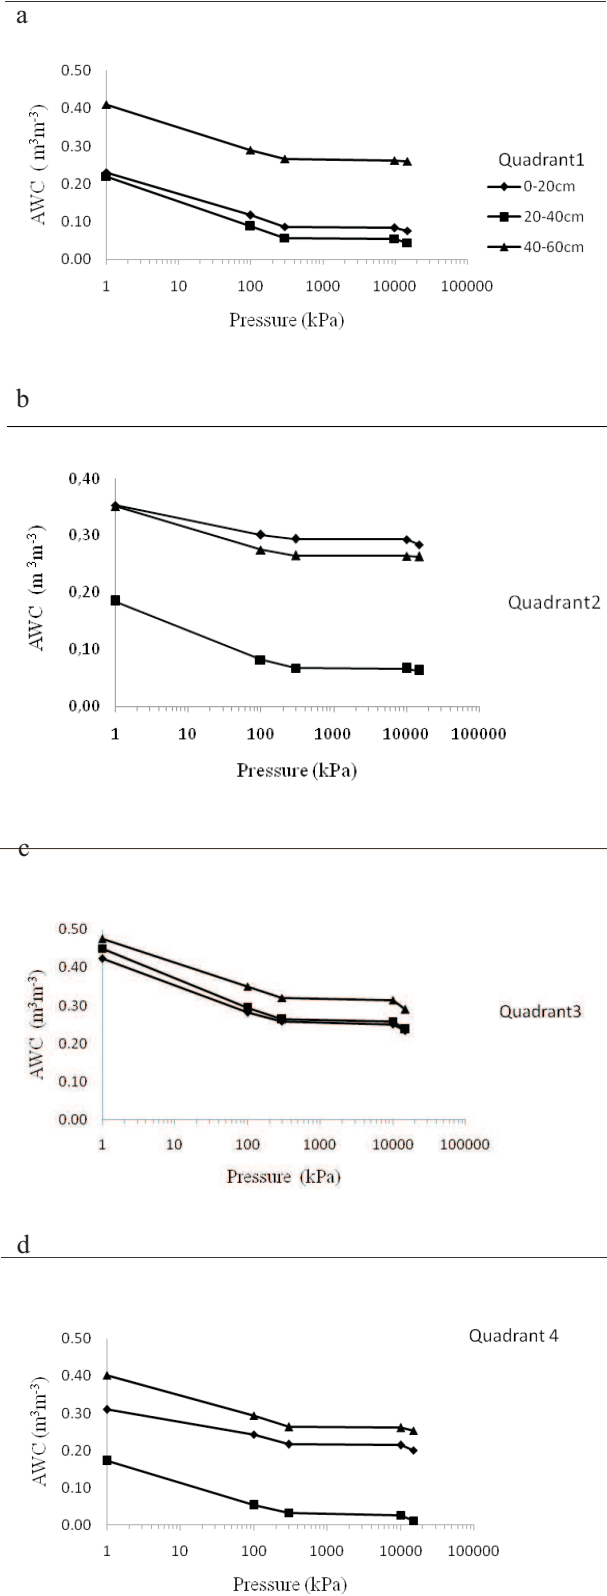 a
0.50
0.40
0.30
0.20
0.10
0.00
AWC ( m³m⁻³)
1 10 100 1000 10000 100000
Pressure (kPa)
Quadrant1
0-20cm
20-40cm
40-60cm
b
0,40
0,30
0,20
0,10
0,00
AWC (m ³m⁻³)
1 10 100 1000 10000 100000
Pressure (kPa)
Quadrant2
c
0.50
0.40
0.30
0.20
0.10
0.00
AWC (m³m⁻³)
1 10 100 1000 10000 100000
Pressure (kPa)
Quadrant3
d
0.50
0.40
0.30
0.20
0.10
0.00
AWC (m³m⁻³)
1 10 100 1000 10000 100000
Pressure (kPa)
Quadrant 4